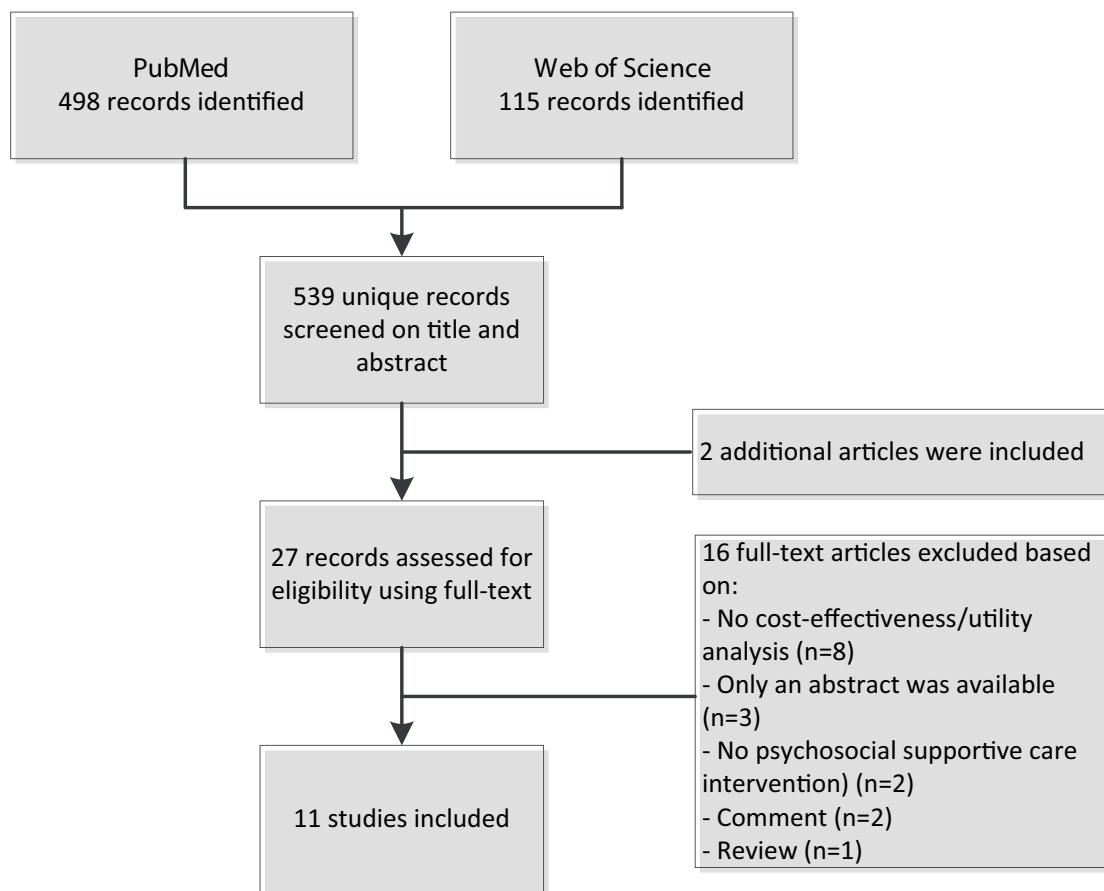 PubMed
498 records identified
Web of Science
115 records identified
539 unique records
screened on title and
abstract
2 additional articles were included
27 records assessed for
eligibility using full-text
16 full-text articles excluded based
on:
- No cost-effectiveness/utility
analysis (n=8)
- Only an abstract was available
(n=3)
- No psychosocial supportive care
intervention) (n=2)
- Comment (n=2)
- Review (n=1)
11 studies included